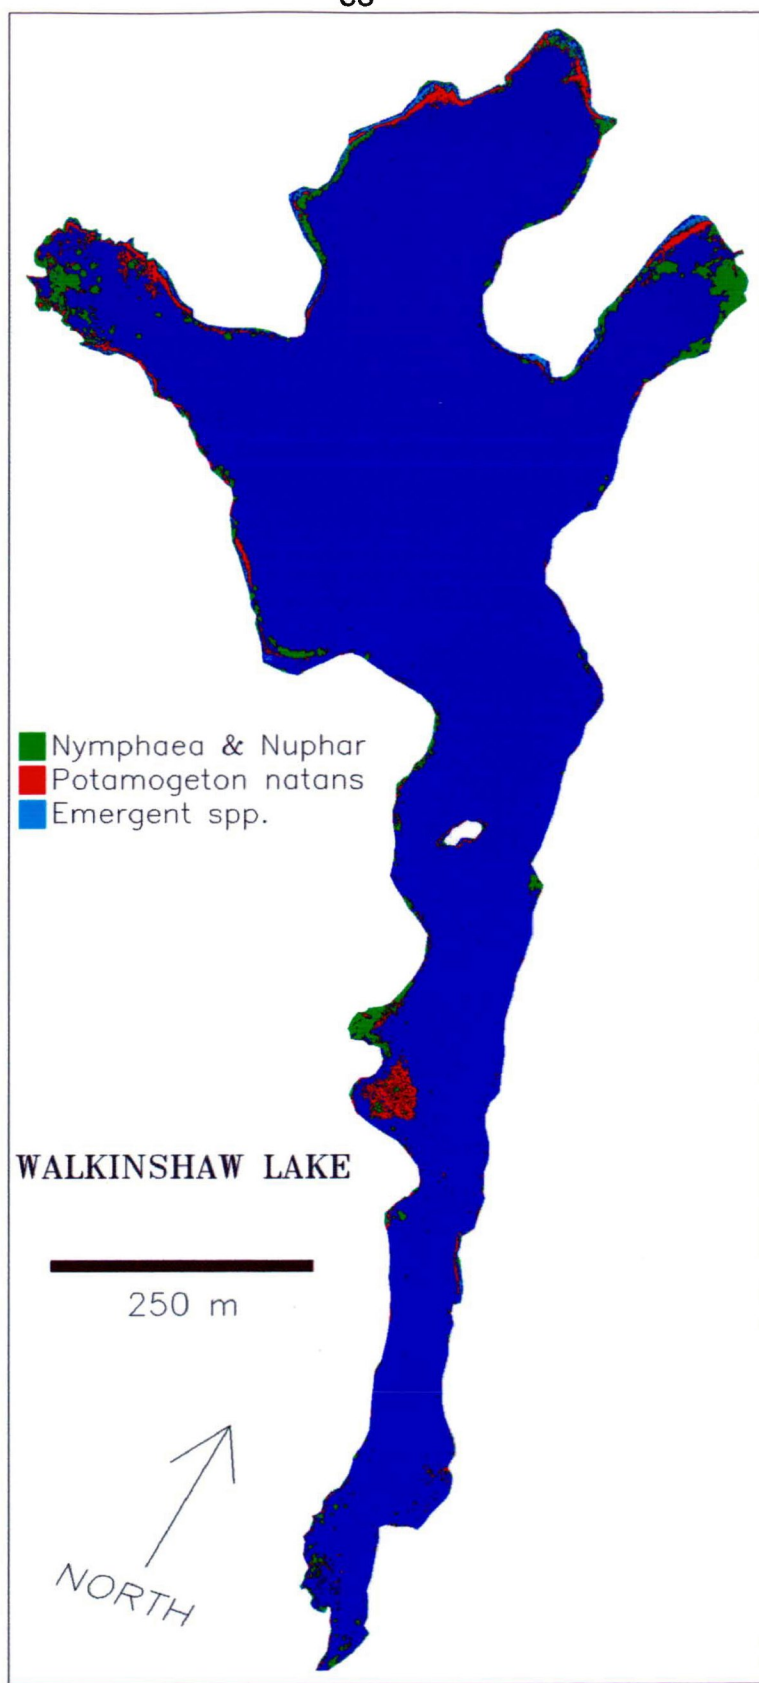 Nymphaea & Nuphar
Potamogeton natans
Emergent spp.
WALKINSHAW LAKE
250 m
NORTH